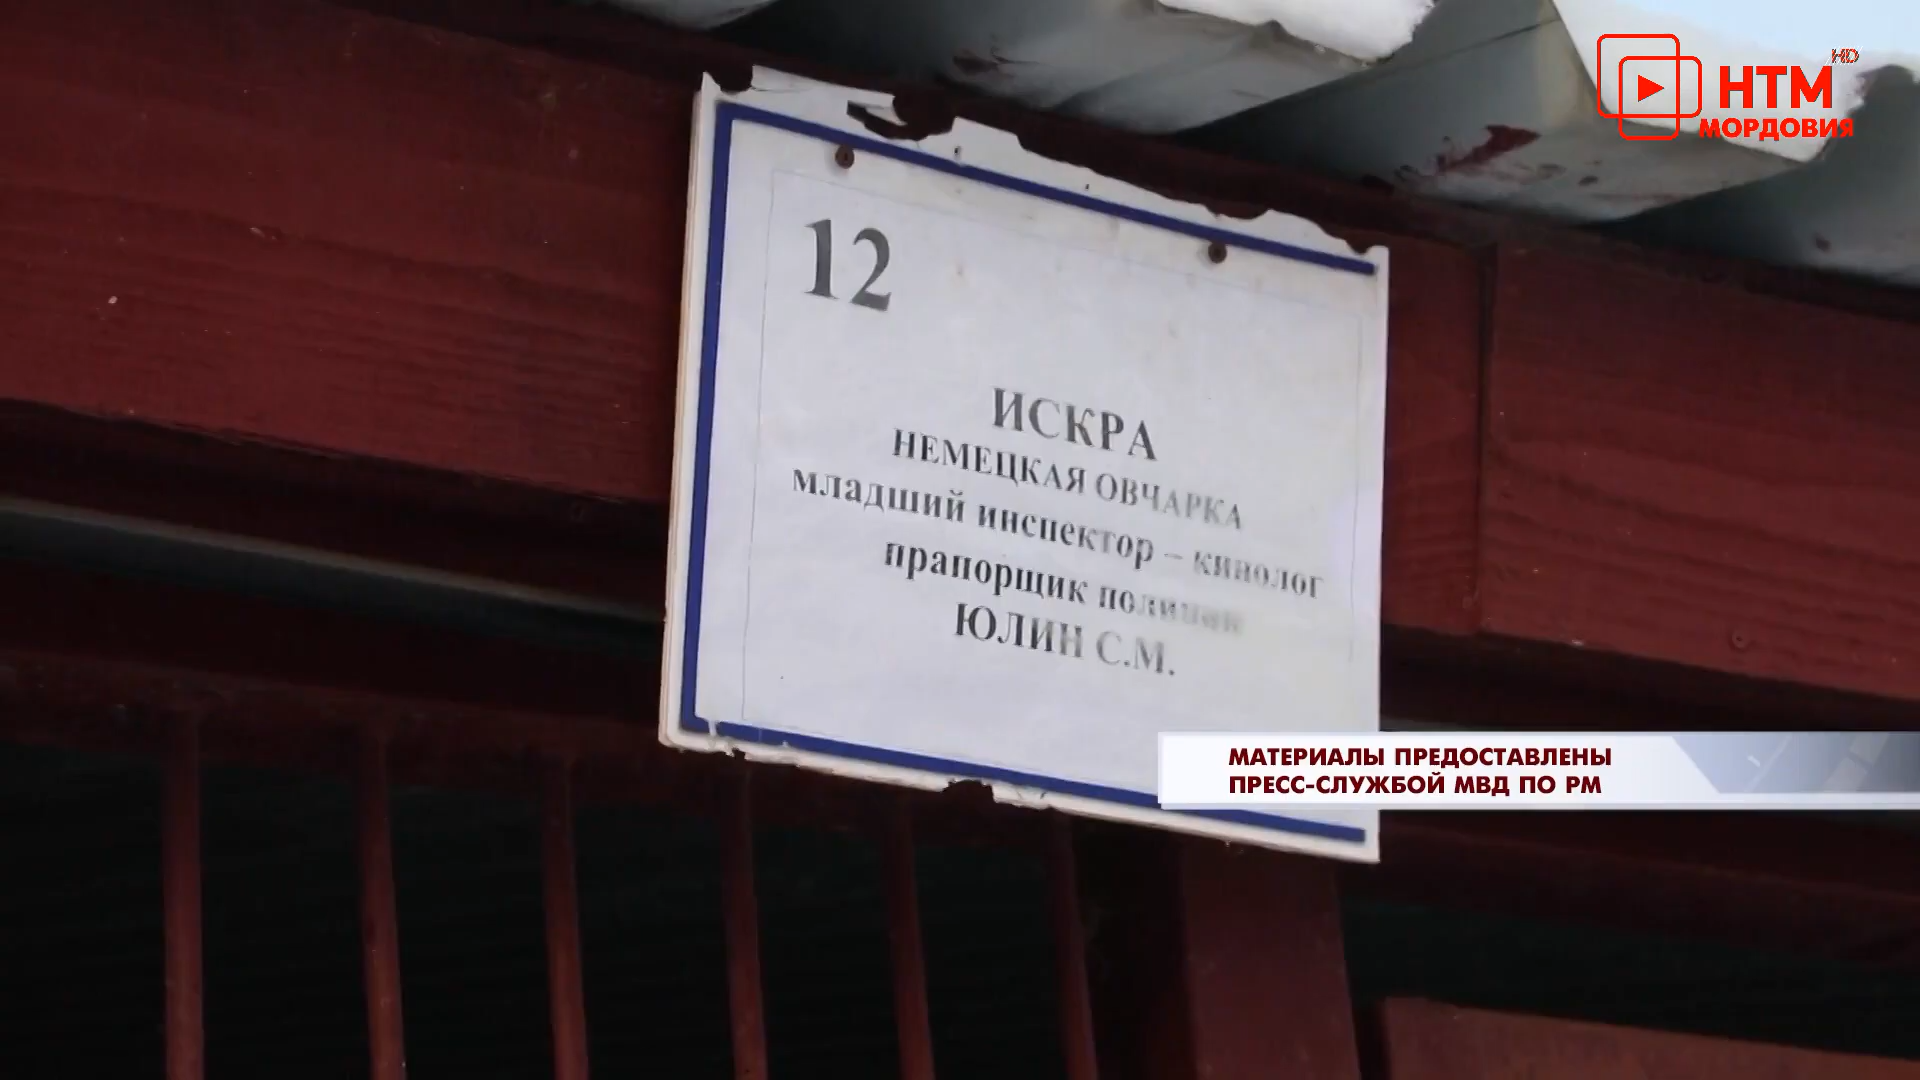 HD
НТМ
МОРДОВИЯ
12
ИСКРА
НЕМЕЦКАЯ ОВЧАРКА
младший инспектор – кинолог
прапорщик полиции
ЮЛИН С.М.
МАТЕРИАЛЫ ПРЕДОСТАВЛЕНЫ
ПРЕСС-СЛУЖБОЙ МВД ПО РМ